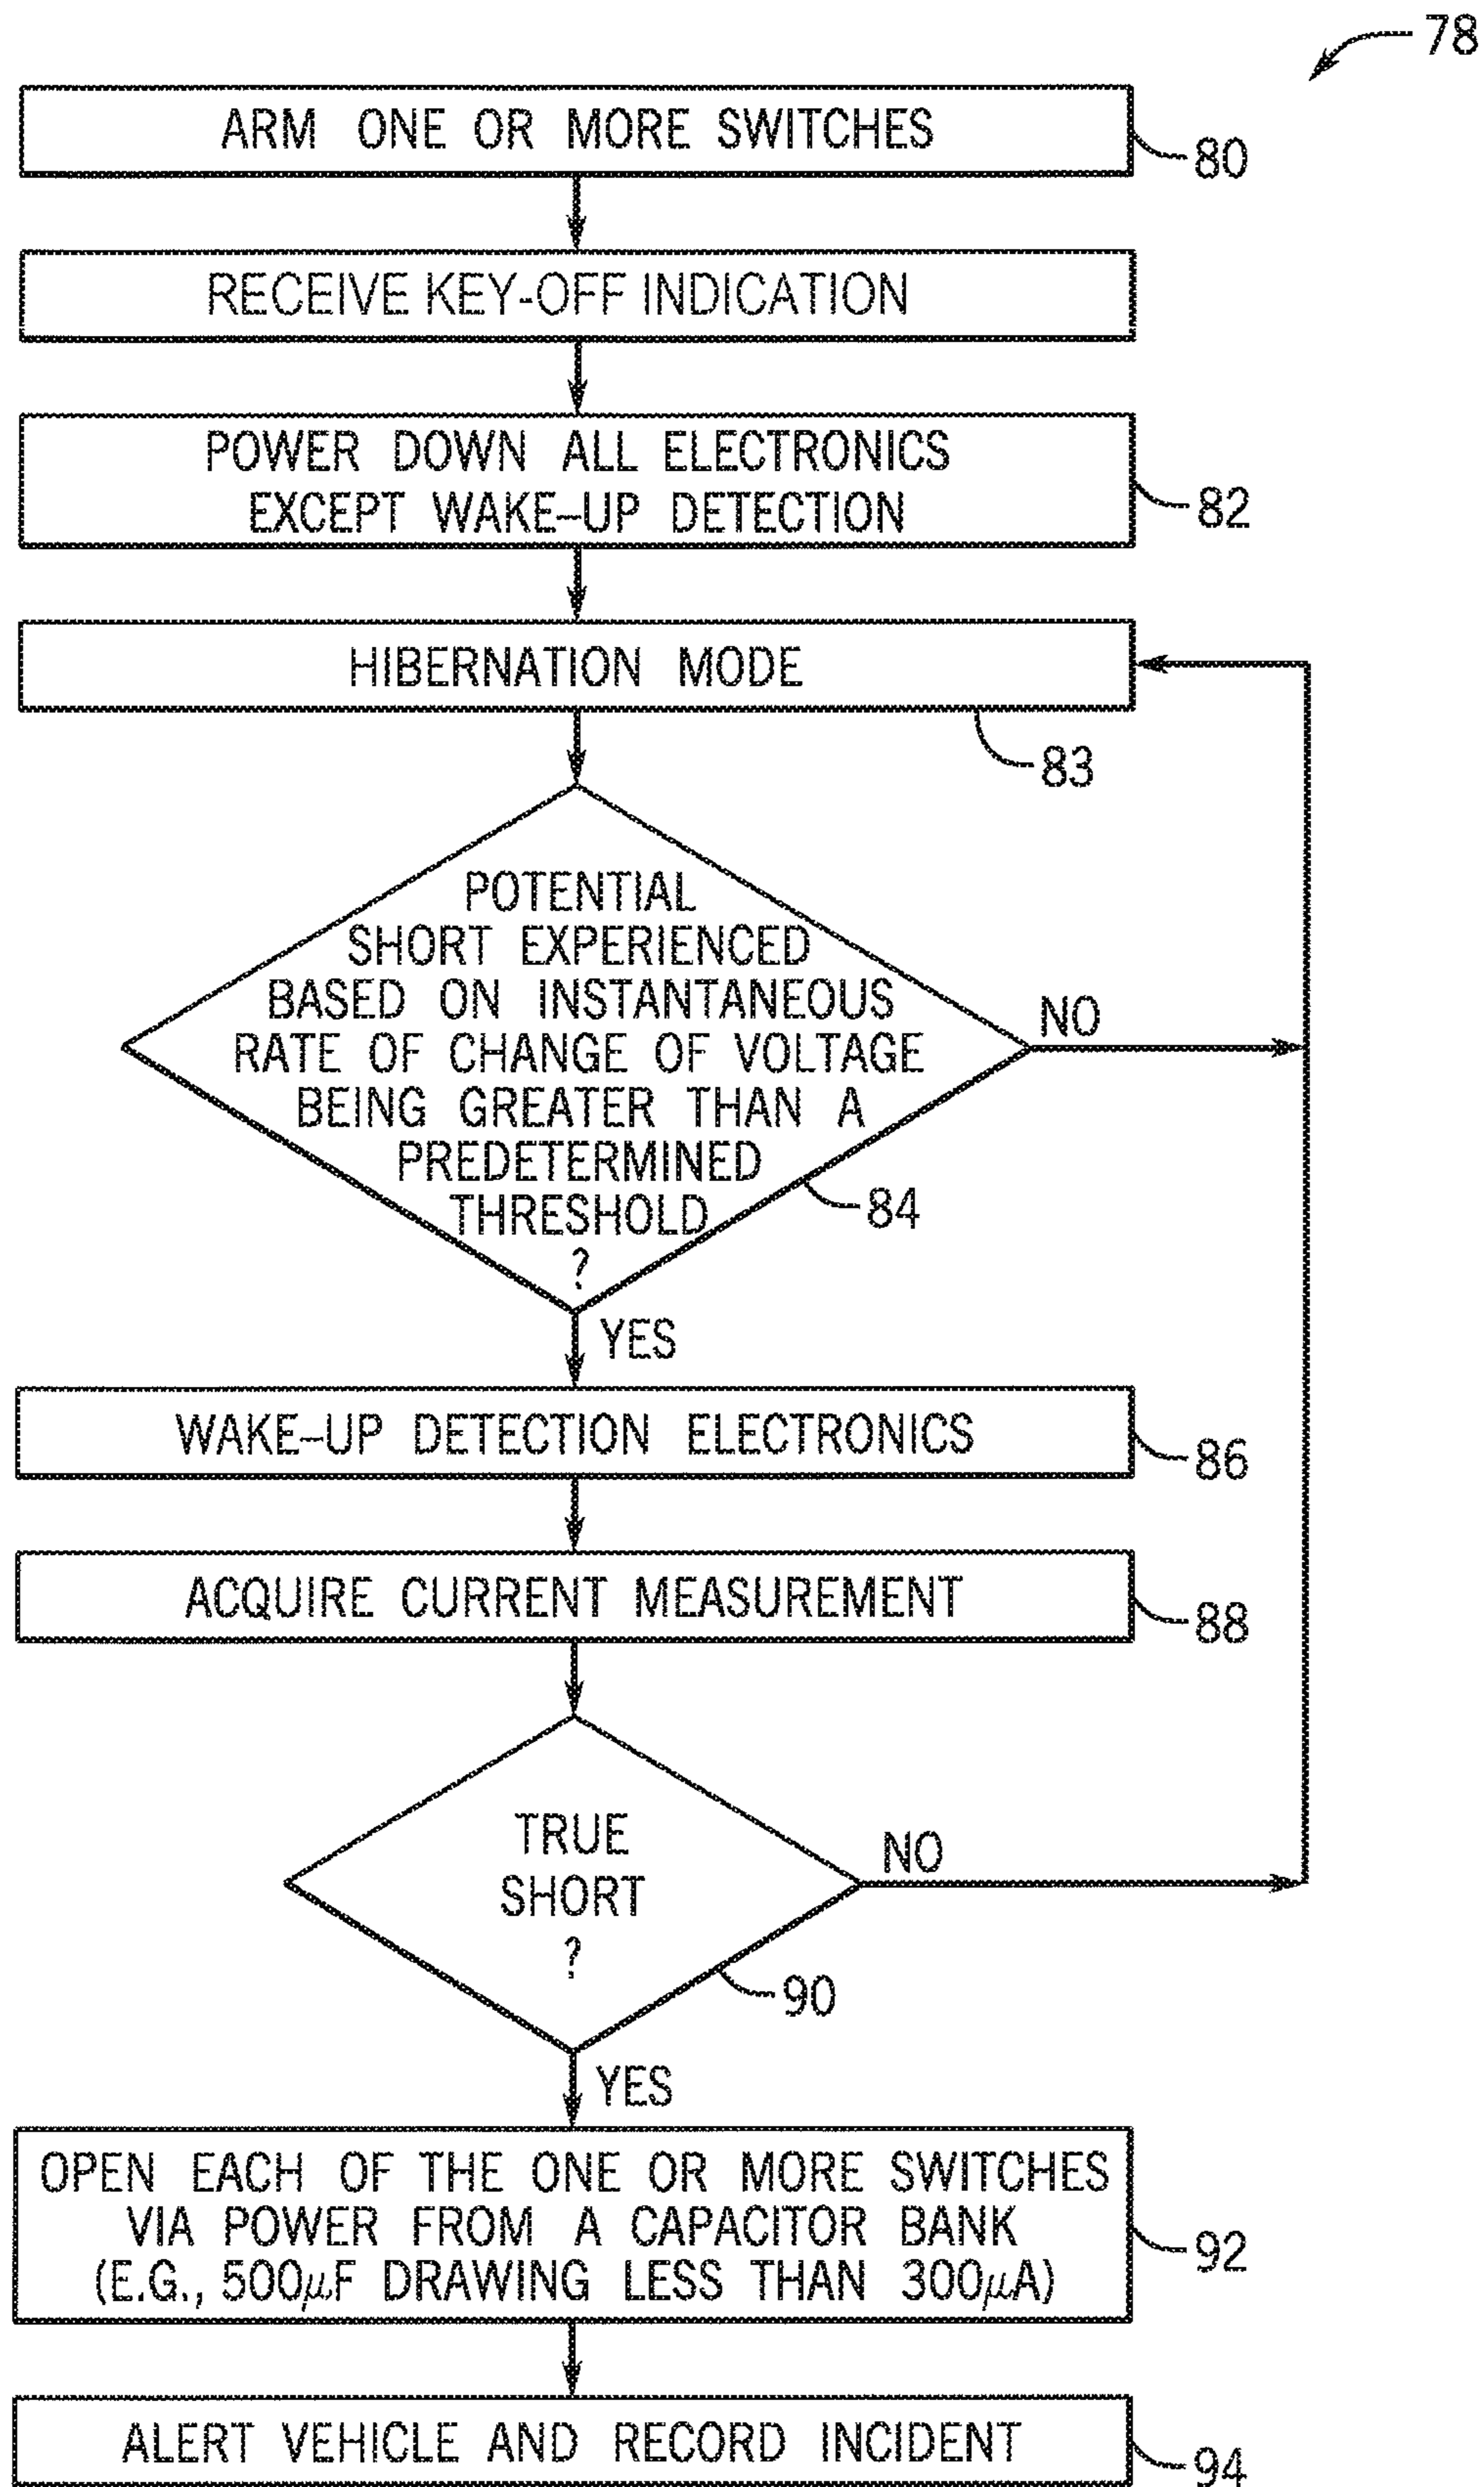 78
ARM ONE OR MORE SWITCHES
80
RECEIVE KEY-OFF INDICATION
POWER DOWN ALL ELECTRONICS
EXCEPT WAKE-UP DETECTION
82
HIBERNATION MODE
83
POTENTIAL
SHORT EXPERIENCED
BASED ON INSTANTANEOUS
RATE OF CHANGE OF VOLTAGE
BEING GREATER THAN A
PREDETERMINED
THRESHOLD
?
NO
84
YES
WAKE-UP DETECTION ELECTRONICS
86
ACQUIRE CURRENT MEASUREMENT
88
TRUE
SHORT
?
NO
90
YES
OPEN EACH OF THE ONE OR MORE SWITCHES
VIA POWER FROM A CAPACITOR BANK
(E.G., 500μF DRAWING LESS THAN 300μA)
92
ALERT VEHICLE AND RECORD INCIDENT
94